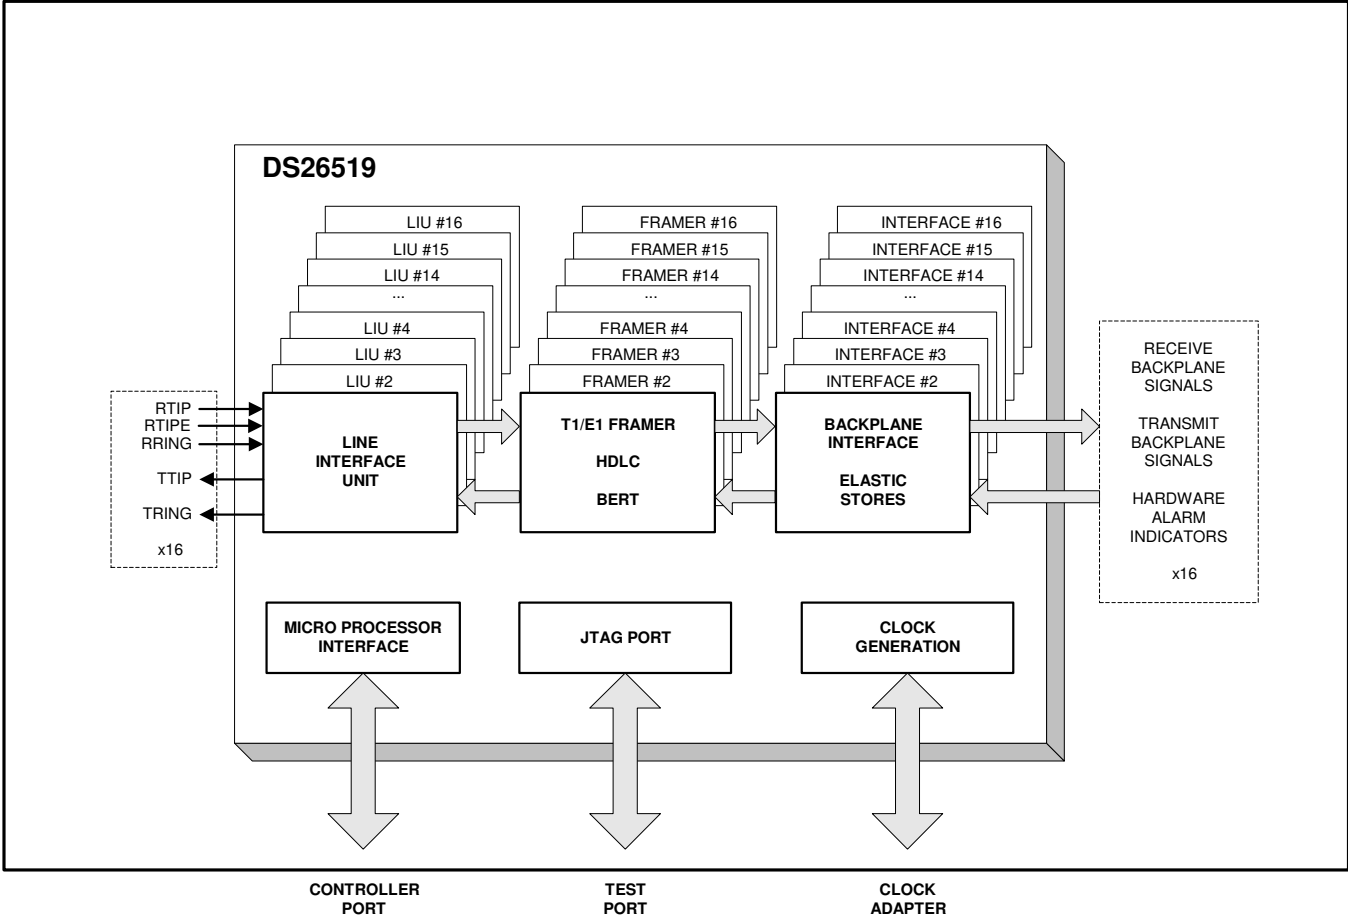 DS26519
LIU #16
LIU #15
LIU #14
...
LIU #4
LIU #3
LIU #2
LINE
INTERFACE
UNIT
FRAMER #16
FRAMER #15
FRAMER #14
...
FRAMER #4
FRAMER #3
FRAMER #2
T1/E1 FRAMER
HDLC
BERT
INTERFACE #16
INTERFACE #15
INTERFACE #14
...
INTERFACE #4
INTERFACE #3
INTERFACE #2
BACKPLANE
INTERFACE
ELASTIC
STORES
RTIP
RTIPE
RRING
TTIP
TRING
x16
RECEIVE
BACKPLANE
SIGNALS
TRANSMIT
BACKPLANE
SIGNALS
HARDWARE
ALARM
INDICATORS
x16
MICRO PROCESSOR
INTERFACE
JTAG PORT
CLOCK
GENERATION
CONTROLLER
PORT
TEST
PORT
CLOCK
ADAPTER